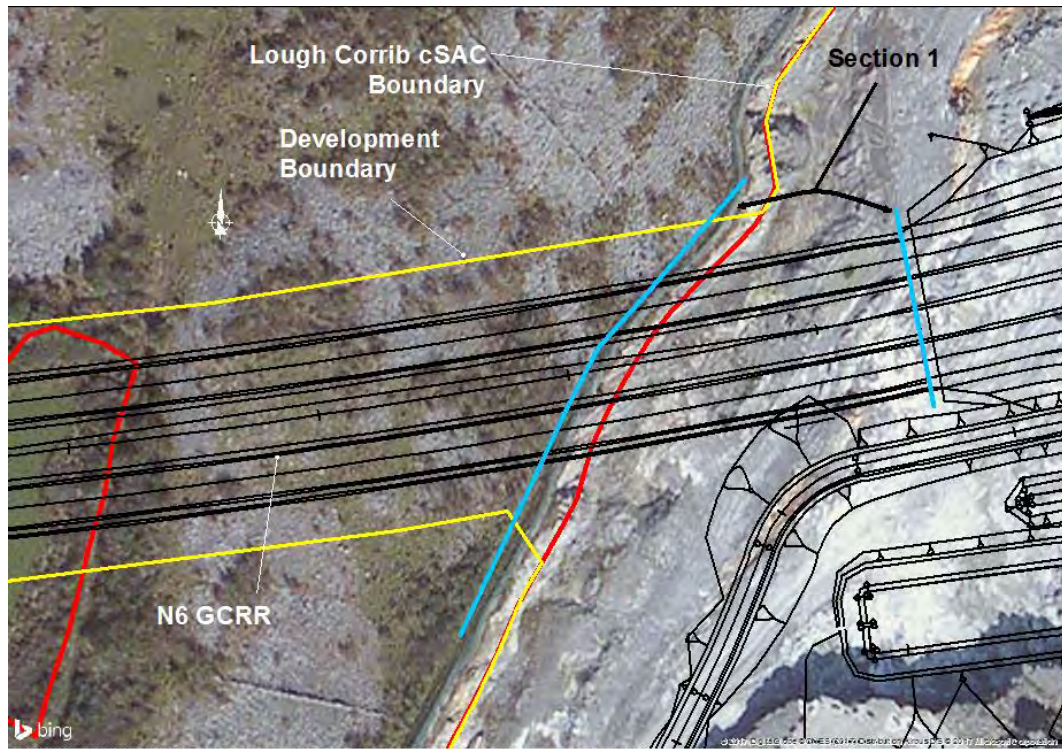 Lough Corrib cSAC
Boundary
Section 1
Development
Boundary
N
N6 GCRR
bing